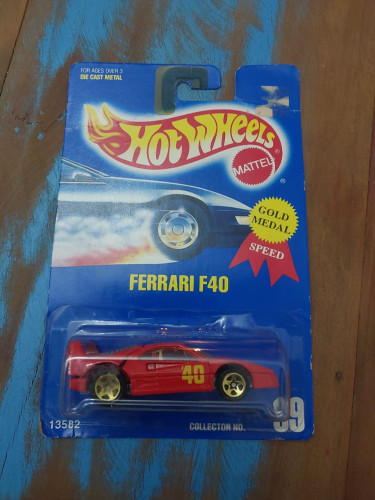 FOR AGES OVER 3
DIE CAST METAL
HOT WHEELS
®
MATTEL
®
GOLD
MEDAL
SPEED
FERRARI F40
40
13582
COLLECTOR NO.